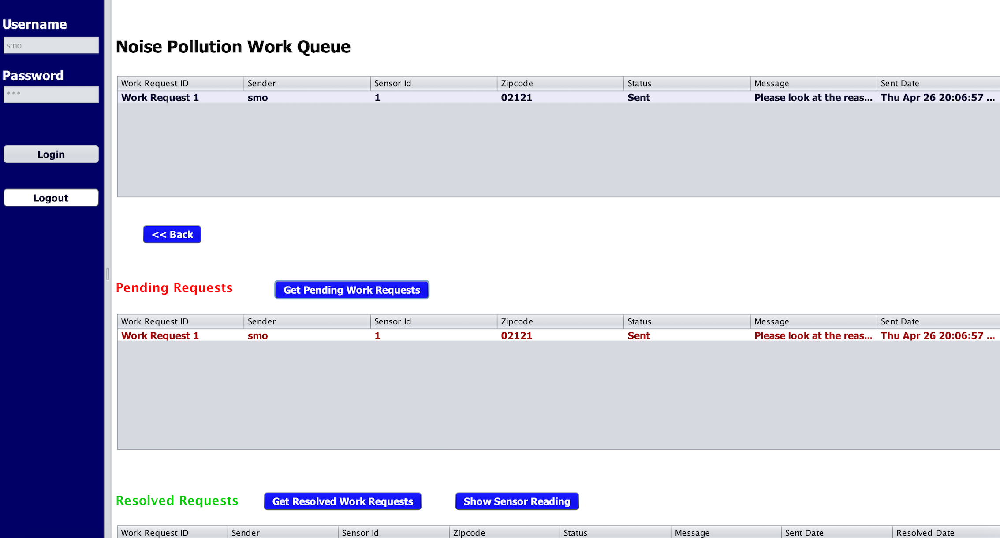 Username
smo
Password
***
Login
Logout
Noise Pollution Work Queue
Work Request ID Sender Sensor Id Zipcode Status Message Sent Date
Work Request 1 smo 1 02121 Sent Please look at the reas... Thu Apr 26 20:06:57 ...
<< Back
Pending Requests Get Pending Work Requests
Work Request ID Sender Sensor Id Zipcode Status Message Sent Date
Work Request 1 smo 1 02121 Sent Please look at the reas... Thu Apr 26 20:06:57 ...
Resolved Requests Get Resolved Work Requests Show Sensor Reading
Work Request ID Sender Sensor Id Zipcode Status Message Sent Date Resolved Date